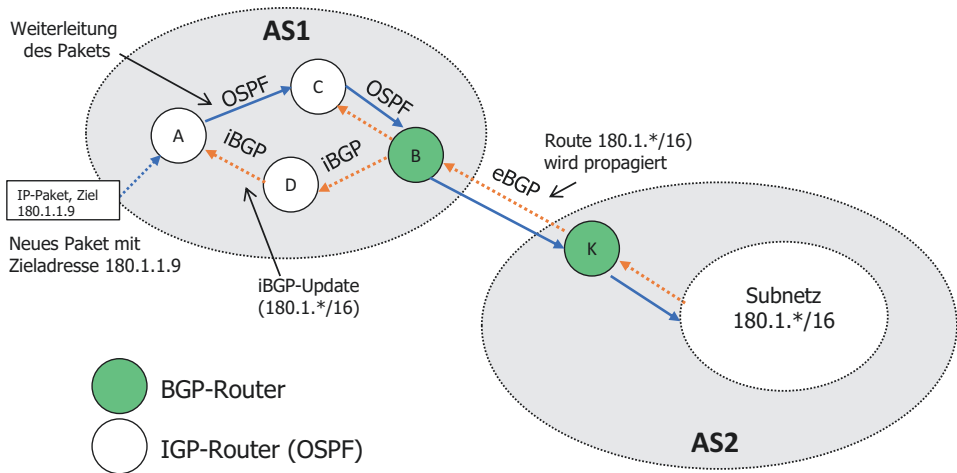 Weiterleitung
des Pakets
AS1
OSPF
C
OSPF
A
iBGP
iBGP
B
D
Route 180.1.*/16)
wird propagiert
eBGP
IP-Paket, Ziel
180.1.1.9
Neues Paket mit
Zieladresse 180.1.1.9
iBGP-Update
(180.1.*/16)
K
Subnetz
180.1.*/16
BGP-Router
IGP-Router (OSPF)
AS2